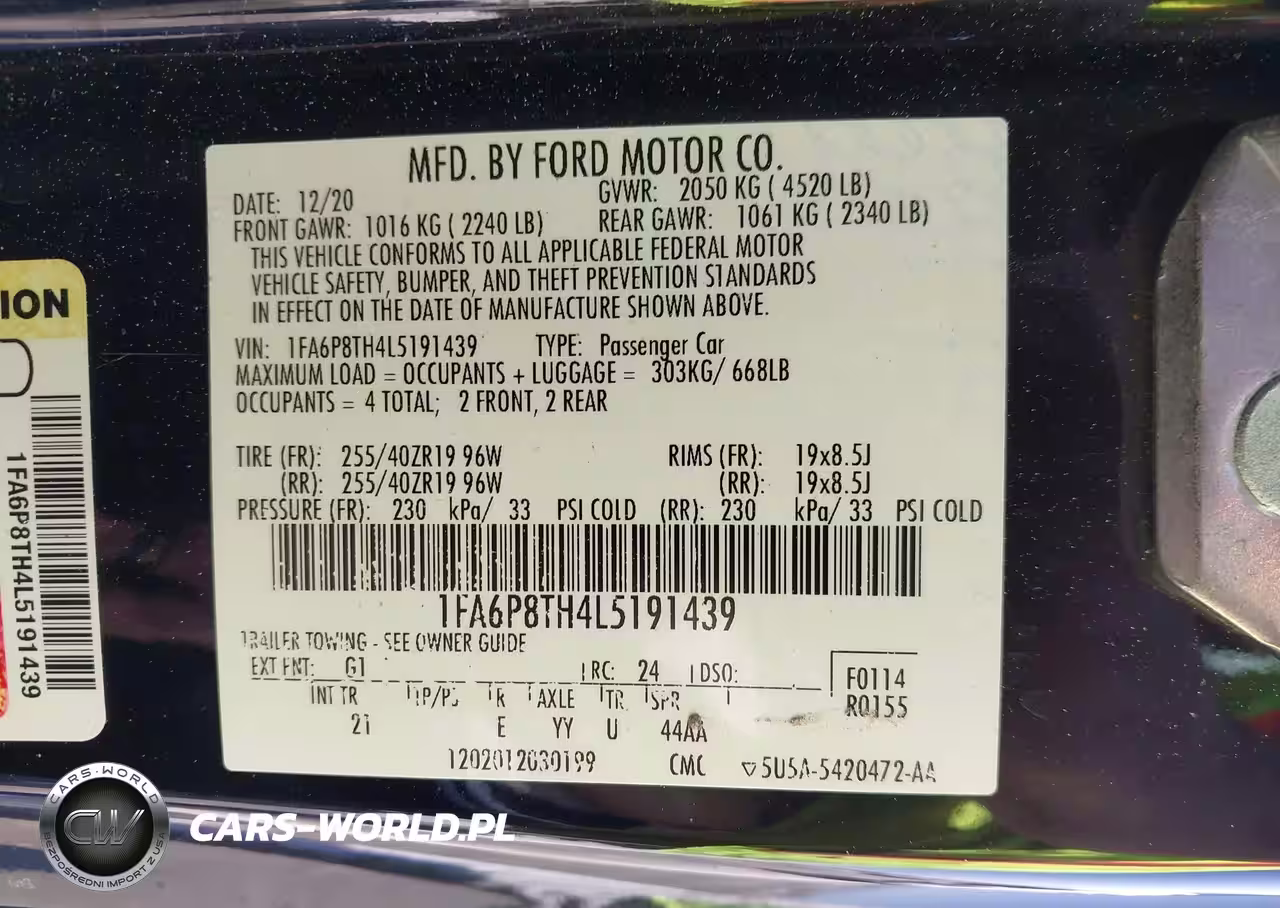 MFD. BY FORD MOTOR CO.
DATE: 12/20 GVWR: 2050 KG ( 4520 LB)
FRONT GAWR: 1016 KG ( 2240 LB) REAR GAWR: 1061 KG ( 2340 LB)
THIS VEHICLE CONFORMS TO ALL APPLICABLE FEDERAL MOTOR
VEHICLE SAFETY, BUMPER, AND THEFT PREVENTION STANDARDS
IN EFFECT ON THE DATE OF MANUFACTURE SHOWN ABOVE.
VIN: 1FA6P8TH4L5191439 TYPE: Passenger Car
MAXIMUM LOAD = OCCUPANTS + LUGGAGE = 303KG/ 668LB
OCCUPANTS = 4 TOTAL; 2 FRONT, 2 REAR
TIRE (FR): 255/40ZR19 96W RIMS (FR): 19x8.5J
(RR): 255/40ZR19 96W (RR): 19x8.5J
PRESSURE (FR): 230 kPa/ 33 PSI COLD (RR): 230 kPa/ 33 PSI COLD
1FA6P8TH4L5191439
TRAILER TOWING - SEE OWNER GUIDE
EXT PNT: G1 RC: 24 DSO:
F0114
R0155
INT TR TP/PS R AXLE TR SPR
21 E YY U 44AA
1202012030199 CMC ▽5U5A-5420472-AA
ION
1FA6P8TH4L5191439
CARS-WORLD
CW
BEZPOŚREDNI IMPORT Z USA
CARS-WORLD.PL